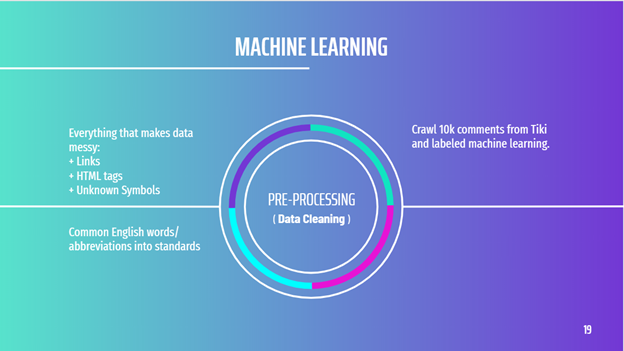 MACHINE LEARNING
Everything that makes data
messy:
+ Links
+ HTML tags
+ Unknown Symbols
Common English words/
abbreviations into standards
PRE-PROCESSING
( Data Cleaning )
Crawl 10k comments from Tiki
and labeled machine learning.
19